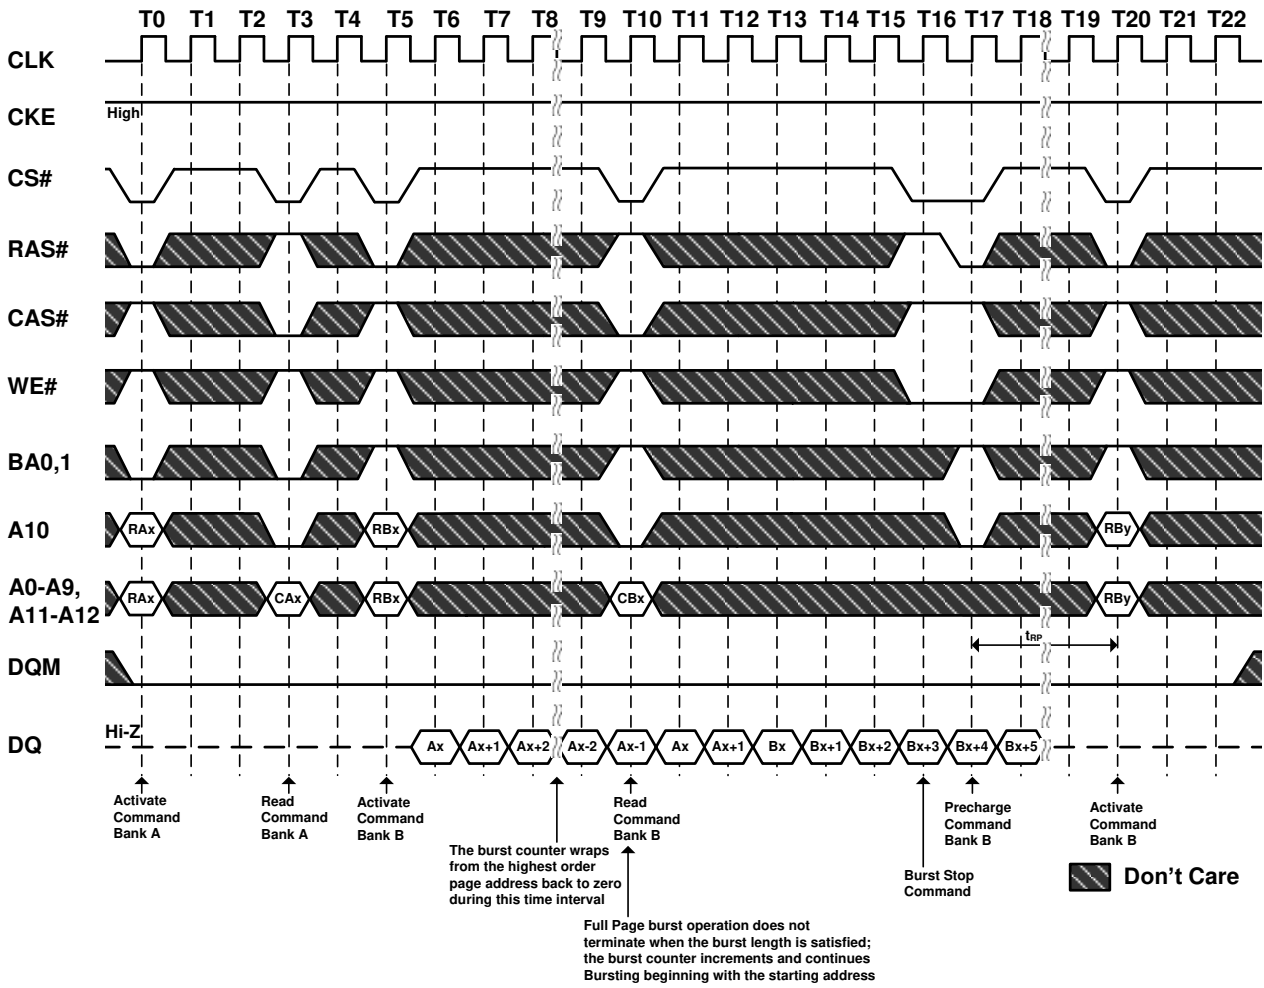 T0 T1 T2 T3 T4 T5 T6 T7 T8 T9 T10 T11 T12 T13 T14 T15 T16 T17 T18 T19 T20 T21 T22
CLK
CKE High
CS#
RAS#
CAS#
WE#
BA0,1
A10 RAx RBx RBy
A0-A9,
A11-A12 RAx CAx RBx CBx RBy
tRP
DQM
DQ Hi-Z Ax Ax+1 Ax+2 Ax-2 Ax-1 Ax Ax+1 Bx Bx+1 Bx+2 Bx+3 Bx+4 Bx+5
Activate
Command
Bank A
Read
Command
Bank A
Activate
Command
Bank B
The burst counter wraps
from the highest order
page address back to zero
during this time interval
Read
Command
Bank B
Full Page burst operation does not
terminate when the burst length is satisfied;
the burst counter increments and continues
Bursting beginning with the starting address
Burst Stop
Command
Precharge
Command
Bank B
Activate
Command
Bank B
Don't Care